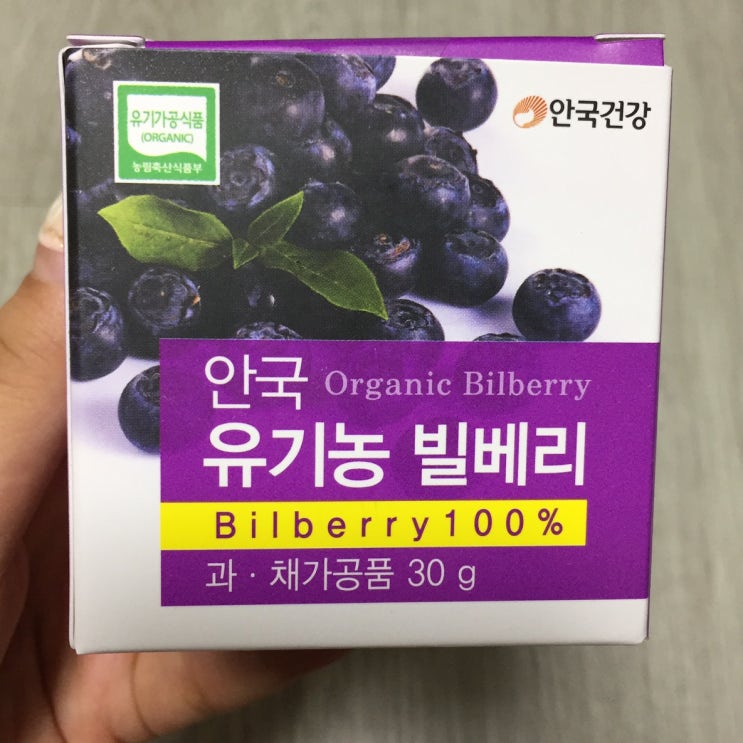 유기가공식품
(ORGANIC)
농림축산식품부
안국건강
안국 Organic Bilberry
유기농 빌베리
Bilberry100%
과·채가공품 30 g